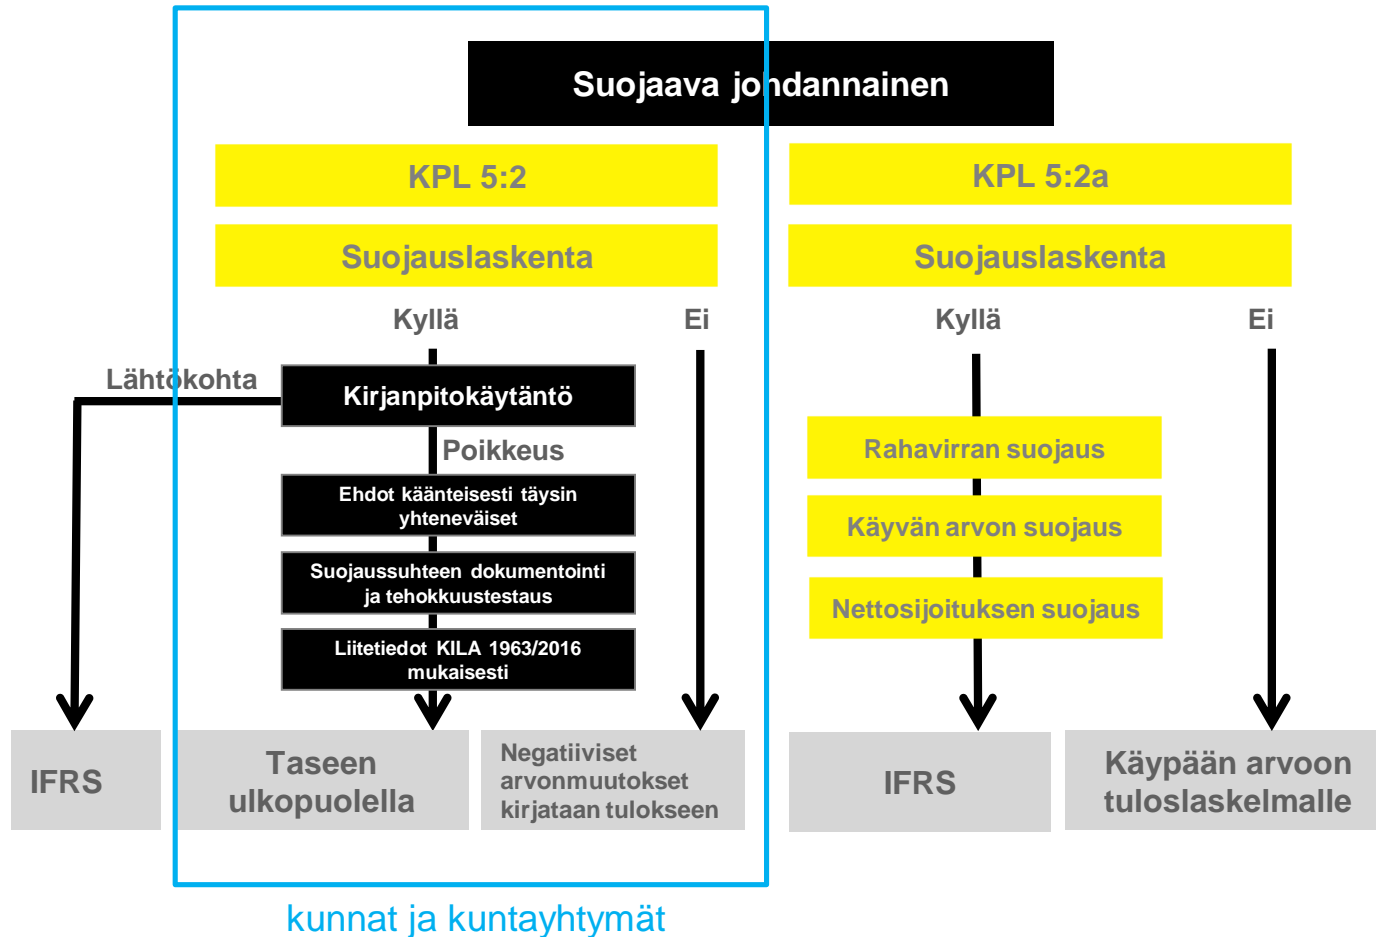 Suojaava johdannainen
KPL 5:2
Suojauslaskenta
Kyllä
Ei
Lähtökohta
Kirjanpitokäytäntö
Poikkeus
Ehdot käänteisesti täysin
yhteneväiset
Suojaussuhteen dokumentointi
ja tehokkuustestaus
Liitetiedot KILA 1963/2016
mukaisesti
IFRS
Taseen
ulkopuolella
Negatiiviset
arvonmuutokset
kirjataan tulokseen
KPL 5:2a
Suojauslaskenta
Kyllä
Ei
Rahavirran suojaus
Käyvän arvon suojaus
Nettosijoituksen suojaus
IFRS
Käypään arvoon
tuloslaskelmalle
kunnat ja kuntayhtymät